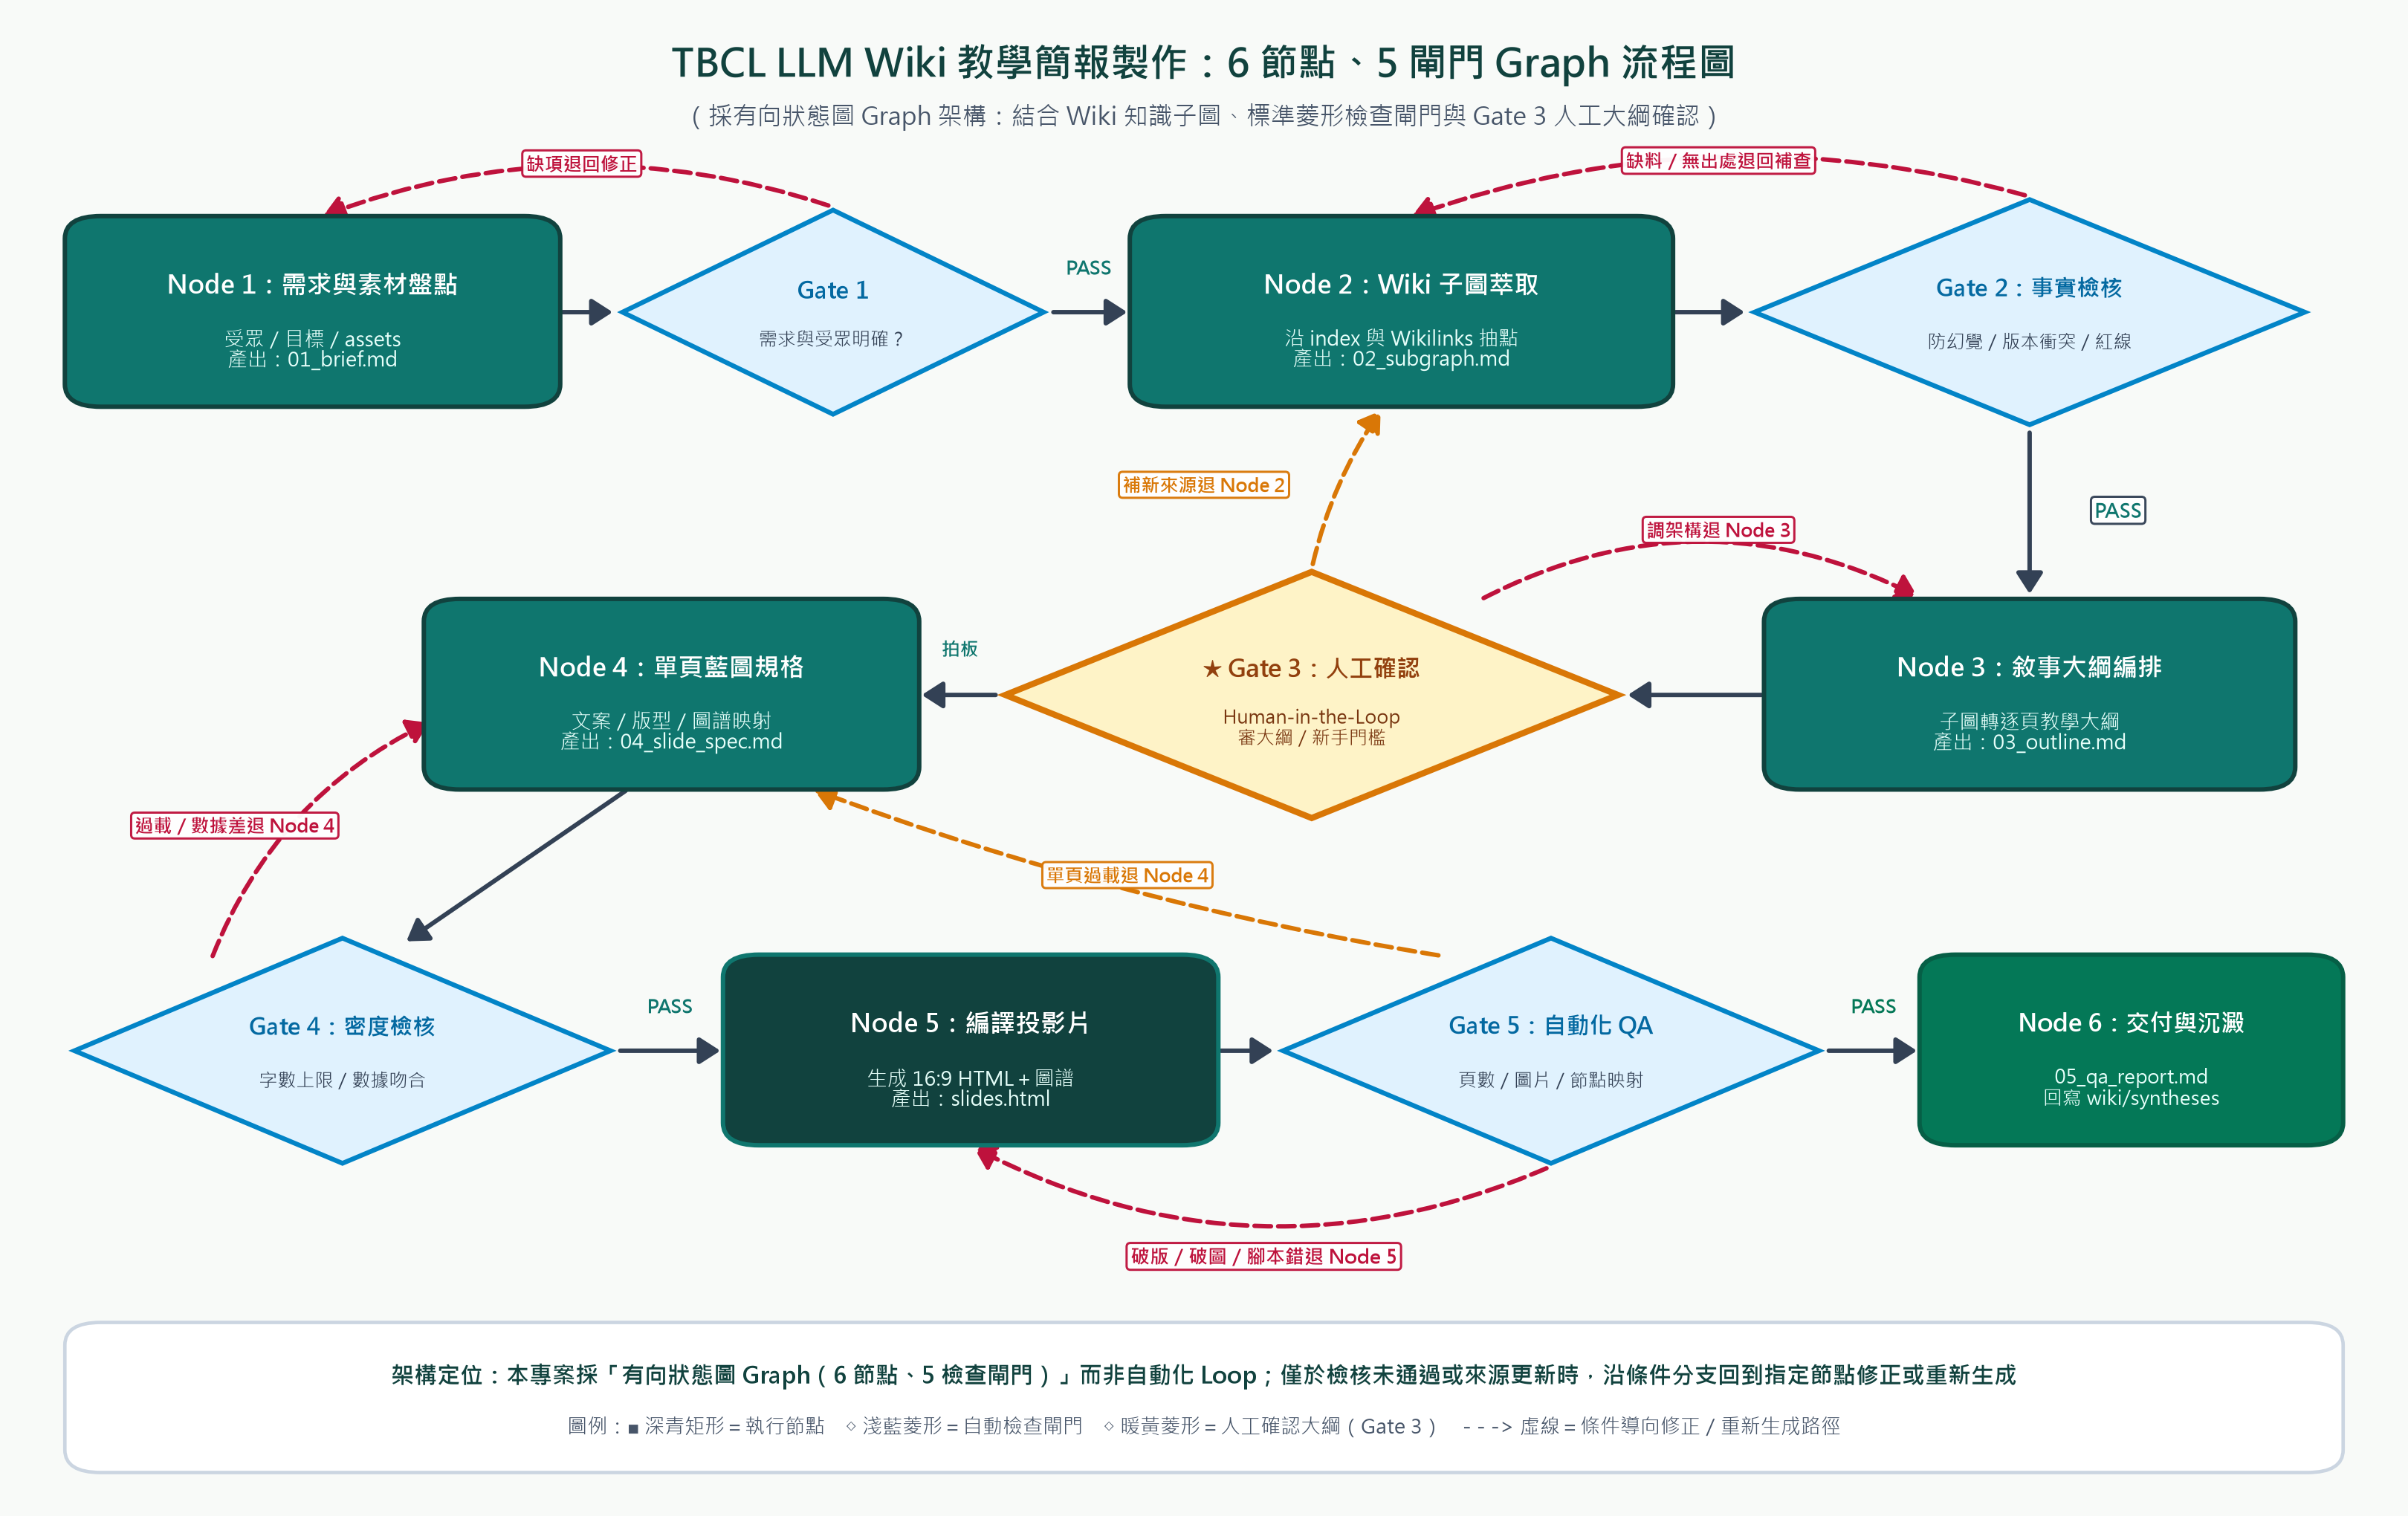 TBCL LLM Wiki 教學簡報製作：6 節點、5 閘門 Graph 流程圖
（採有向狀態圖 Graph 架構：結合 Wiki 知識子圖、標準菱形檢查閘門與 Gate 3 人工大綱確認）
缺項退回修正
缺料 / 無出處退回補查
Node 1：需求與素材盤點
受眾 / 目標 / assets
產出：01_brief.md
Gate 1
需求與受眾明確？
PASS
Node 2：Wiki 子圖萃取
沿 index 與 Wikilinks 抽點
產出：02_subgraph.md
Gate 2：事實檢核
防幻覺 / 版本衝突 / 紅線
補新來源退 Node 2
PASS
調架構退 Node 3
Node 4：單頁藍圖規格
文案 / 版型 / 圖譜映射
產出：04_slide_spec.md
拍板
★ Gate 3：人工確認
Human-in-the-Loop
審大綱 / 新手門檻
Node 3：敘事大綱編排
子圖轉逐頁教學大綱
產出：03_outline.md
過載 / 數據差退 Node 4
單頁過載退 Node 4
Gate 4：密度檢核
字數上限 / 數據吻合
PASS
Node 5：編譯投影片
生成 16:9 HTML + 圖譜
產出：slides.html
Gate 5：自動化 QA
頁數 / 圖片 / 節點映射
PASS
Node 6：交付與沉澱
05_qa_report.md
回寫 wiki/syntheses
破版 / 破圖 / 腳本錯退 Node 5
架構定位：本專案採「有向狀態圖 Graph（6 節點、5 檢查閘門）」而非自動化 Loop；僅於檢核未通過或來源更新時，沿條件分支回到指定節點修正或重新生成
圖例：■ 深青矩形 = 執行節點 ◇ 淺藍菱形 = 自動檢查閘門 ◇ 暖黃菱形 = 人工確認大綱（Gate 3） - - -> 虛線 = 條件導向修正 / 重新生成路徑